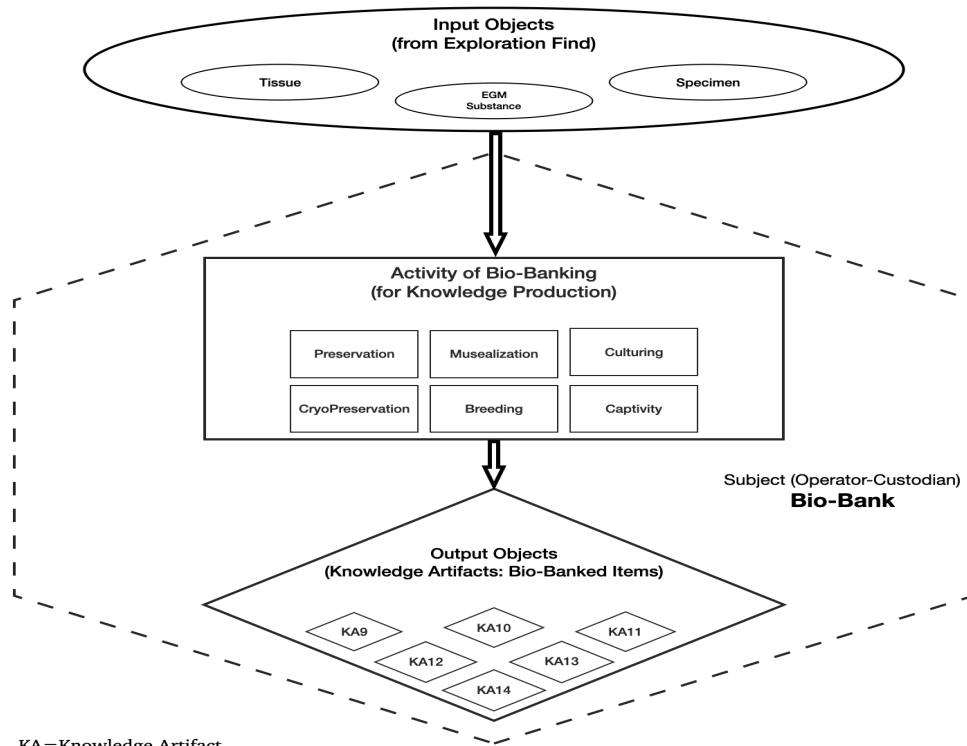 Input Objects
(from Exploration Find)
Tissue
EGM
Substance
Specimen
Activity of Bio-Banking
(for Knowledge Production)
Preservation
Musealization
Culturing
CryoPreservation
Breeding
Captivity
Subject (Operator-Custodian)
Bio-Bank
Output Objects
(Knowledge Artifacts: Bio-Banked Items)
KA9
KA10
KA11
KA12
KA13
KA14
KA=Knowledge Artifact